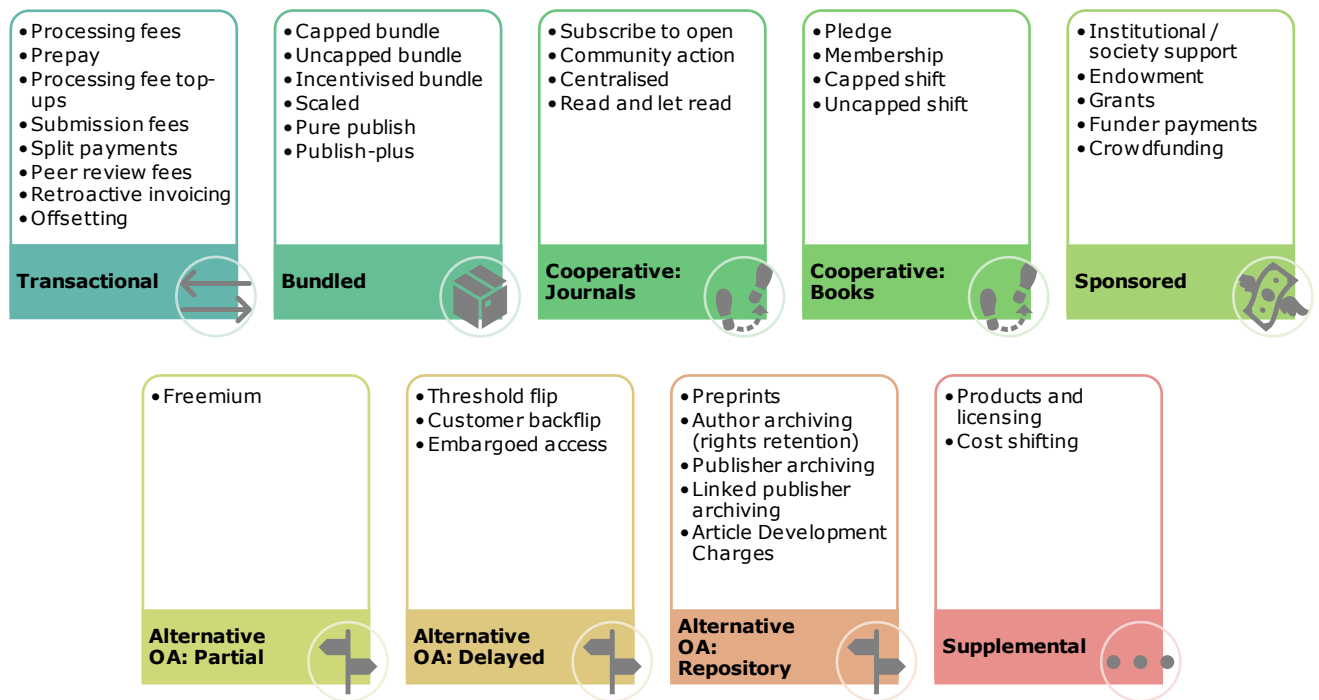 • Processing fees
• Prepay
• Processing fee top-
ups
• Submission fees
• Split payments
• Peer review fees
• Retroactive invoicing
• Offsetting
Transactional
• Capped bundle
• Uncapped bundle
• Incentivised bundle
• Scaled
• Pure publish
• Publish-plus
Bundled
• Subscribe to open
• Community action
• Centralised
• Read and let read
Cooperative:
Journals
• Pledge
• Membership
• Capped shift
• Uncapped shift
Cooperative:
Books
• Institutional /
society support
• Endowment
• Grants
• Funder payments
• Crowdfunding
Sponsored
• Freemium
Alternative
OA: Partial
• Threshold flip
• Customer backflip
• Embargoed access
Alternative
OA: Delayed
• Preprints
• Author archiving
(rights retention)
• Publisher archiving
• Linked publisher
archiving
• Article Development
Charges
Alternative
OA:
Repository
• Products and
licensing
• Cost shifting
Supplemental